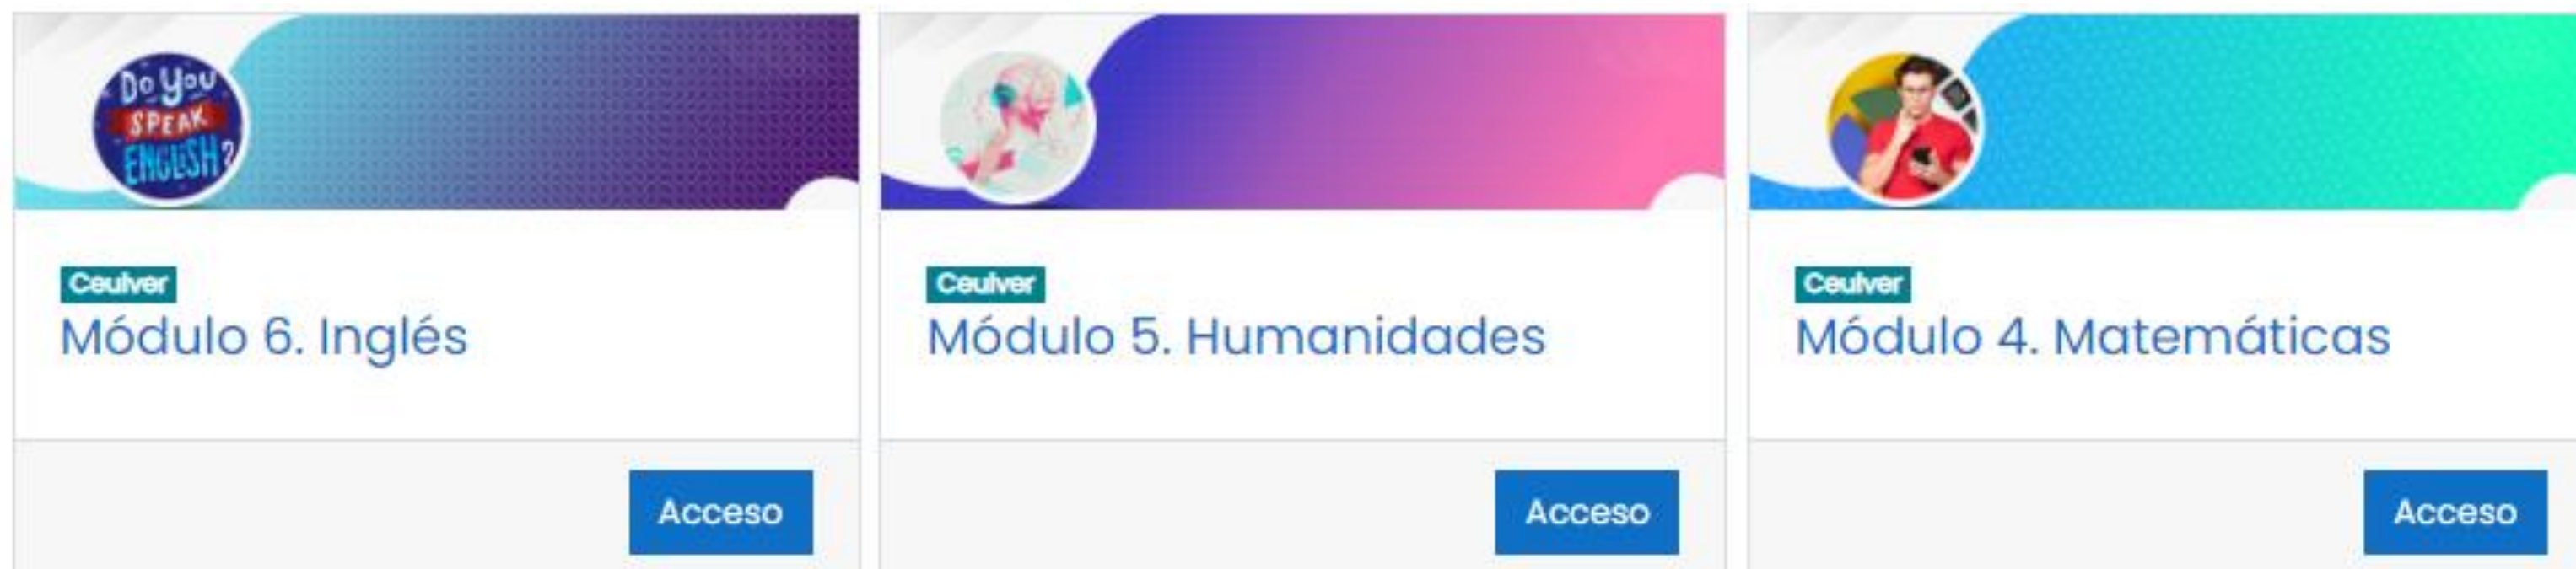 Do You
SPEAK
ENGLISH?
Ceulver
Módulo 6. Inglés
Acceso
Ceulver
Módulo 5. Humanidades
Acceso
Ceulver
Módulo 4. Matemáticas
Acceso